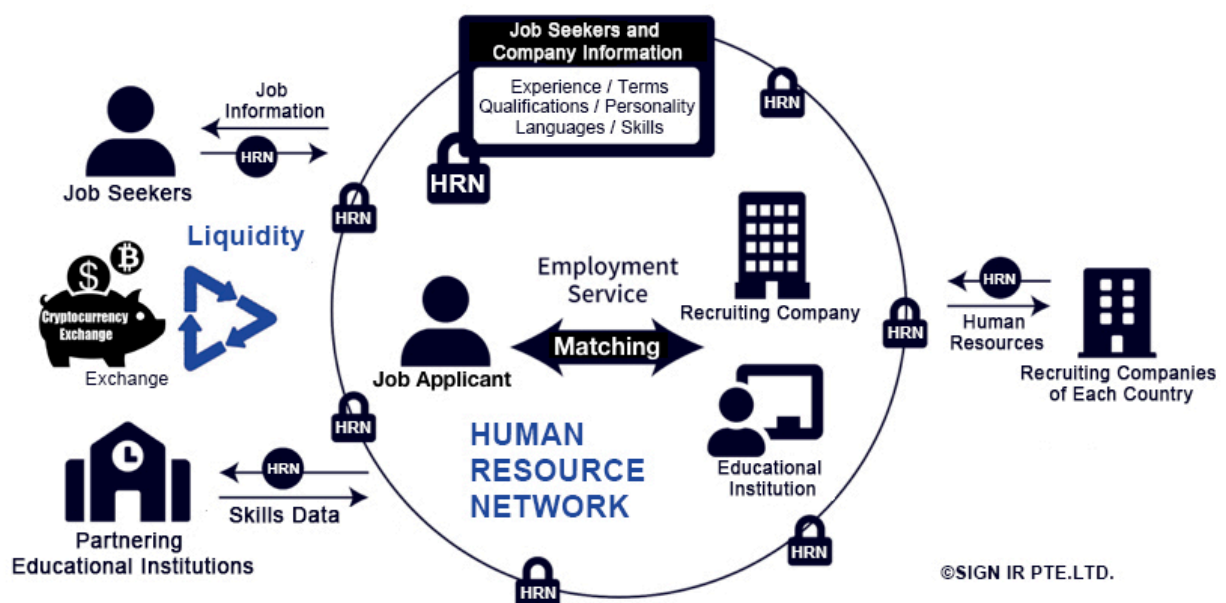 Job Seekers and
Company Information
Experience / Terms
Qualifications / Personality
Languages / Skills
HRN
HRN
Job
Information
HRN
Job Seekers
HRN
Liquidity
$
₿
Cryptocurrency
Exchange
Exchange
Employment
Service
Matching
Job Applicant
Recruiting Company
HRN
HRN
Human
Resources
Recruiting Companies
of Each Country
HRN
HUMAN
RESOURCE
NETWORK
Educational
Institution
HRN
Skills Data
Partnering
Educational Institutions
HRN
HRN
©SIGN IR PTE.LTD.